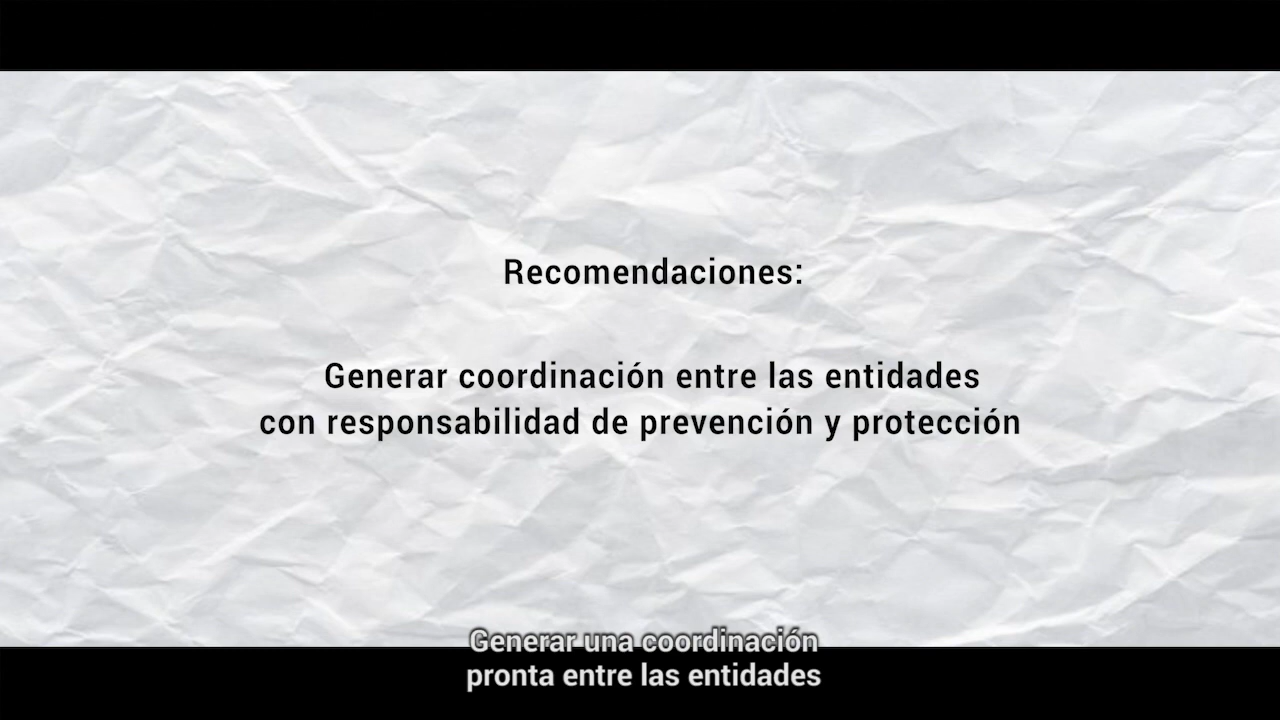 Recomendaciones:
Generar coordinación entre las entidades
con responsabilidad de prevención y protección
Generar una coordinación
pronta entre las entidades